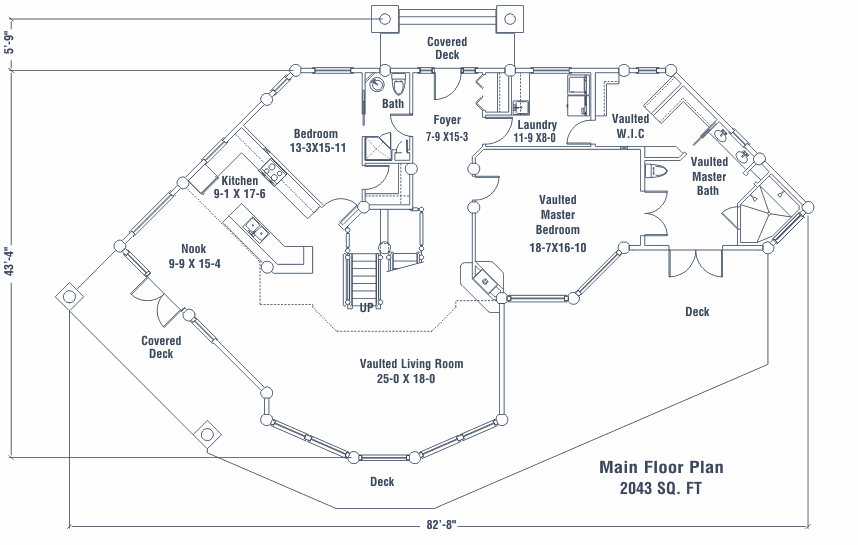 5'-9"
Covered
Deck
Bath
Foyer
7-9 X15-3
Laundry
11-9 X8-0
Vaulted
W.I.C
Bedroom
13-3X15-11
Vaulted
Master
Bath
Kitchen
9-1 X 17-6
Vaulted
Master
Bedroom
18-7X16-10
Nook
9-9 X 15-4
43'-4"
UP
Deck
Covered
Deck
Vaulted Living Room
25-0 X 18-0
Main Floor Plan
2043 SQ. FT
Deck
82'-8"